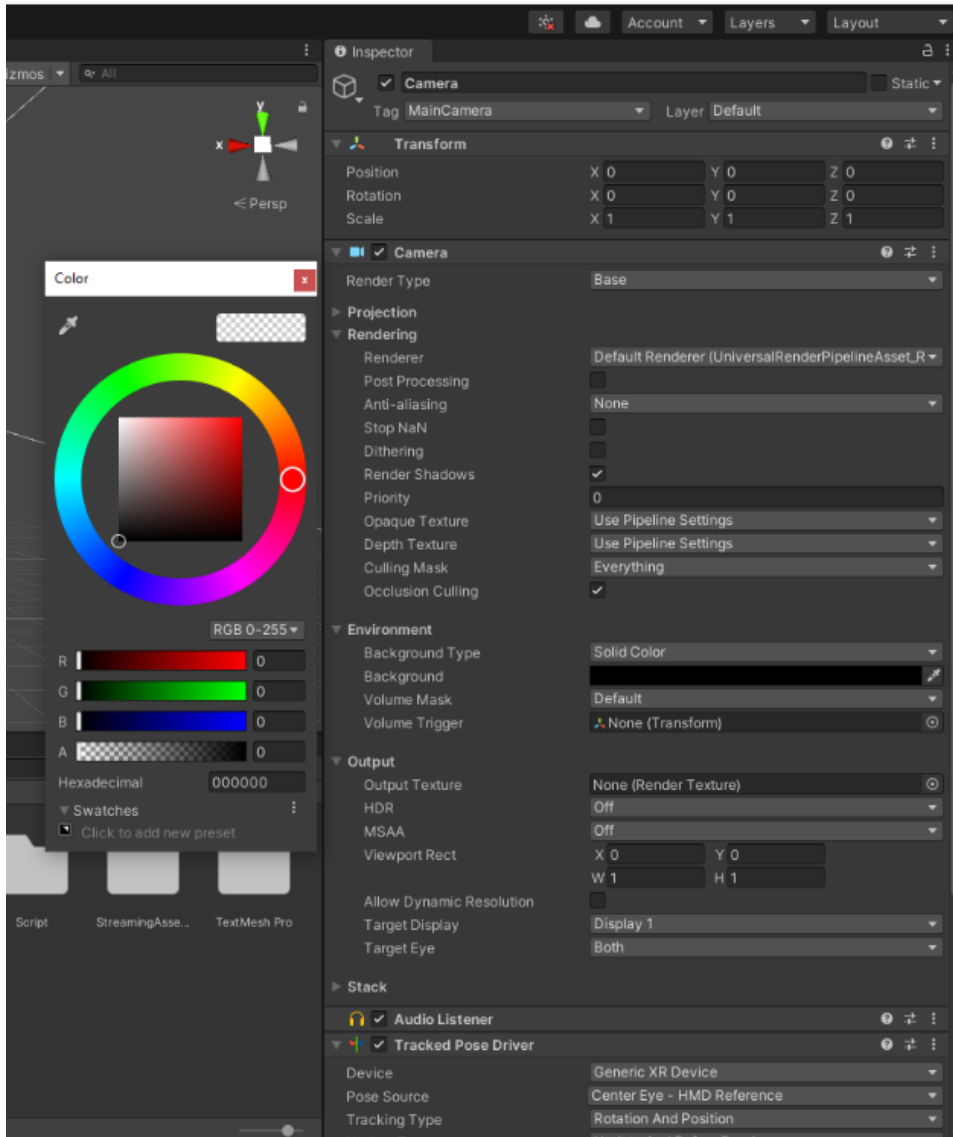 Account Layers Layout
Inspector
izmos All
Camera Static
Tag MainCamera Layer Default
y
x
Persp
Transform
Position X 0 Y 0 Z 0
Rotation X 0 Y 0 Z 0
Scale X 1 Y 1 Z 1
Camera
Render Type Base
Projection
Rendering
Renderer Default Renderer (UniversalRenderPipelineAsset_R
Post Processing
Anti-aliasing None
Stop NaN
Dithering
Render Shadows
Priority 0
Opaque Texture Use Pipeline Settings
Depth Texture Use Pipeline Settings
Culling Mask Everything
Occlusion Culling
Environment
Background Type Solid Color
Background
Volume Mask Default
Volume Trigger None (Transform)
Output
Output Texture None (Render Texture)
HDR Off
MSAA Off
Viewport Rect X 0 Y 0
W 1 H 1
Allow Dynamic Resolution
Target Display Display 1
Target Eye Both
Stack
Audio Listener
Tracked Pose Driver
Device Generic XR Device
Pose Source Center Eye - HMD Reference
Tracking Type Rotation And Position
Color x
RGB 0-255
R 0
G 0
B 0
A 0
Hexadecimal 000000
Swatches
Click to add new preset
Script StreamingAsse... TextMesh Pro